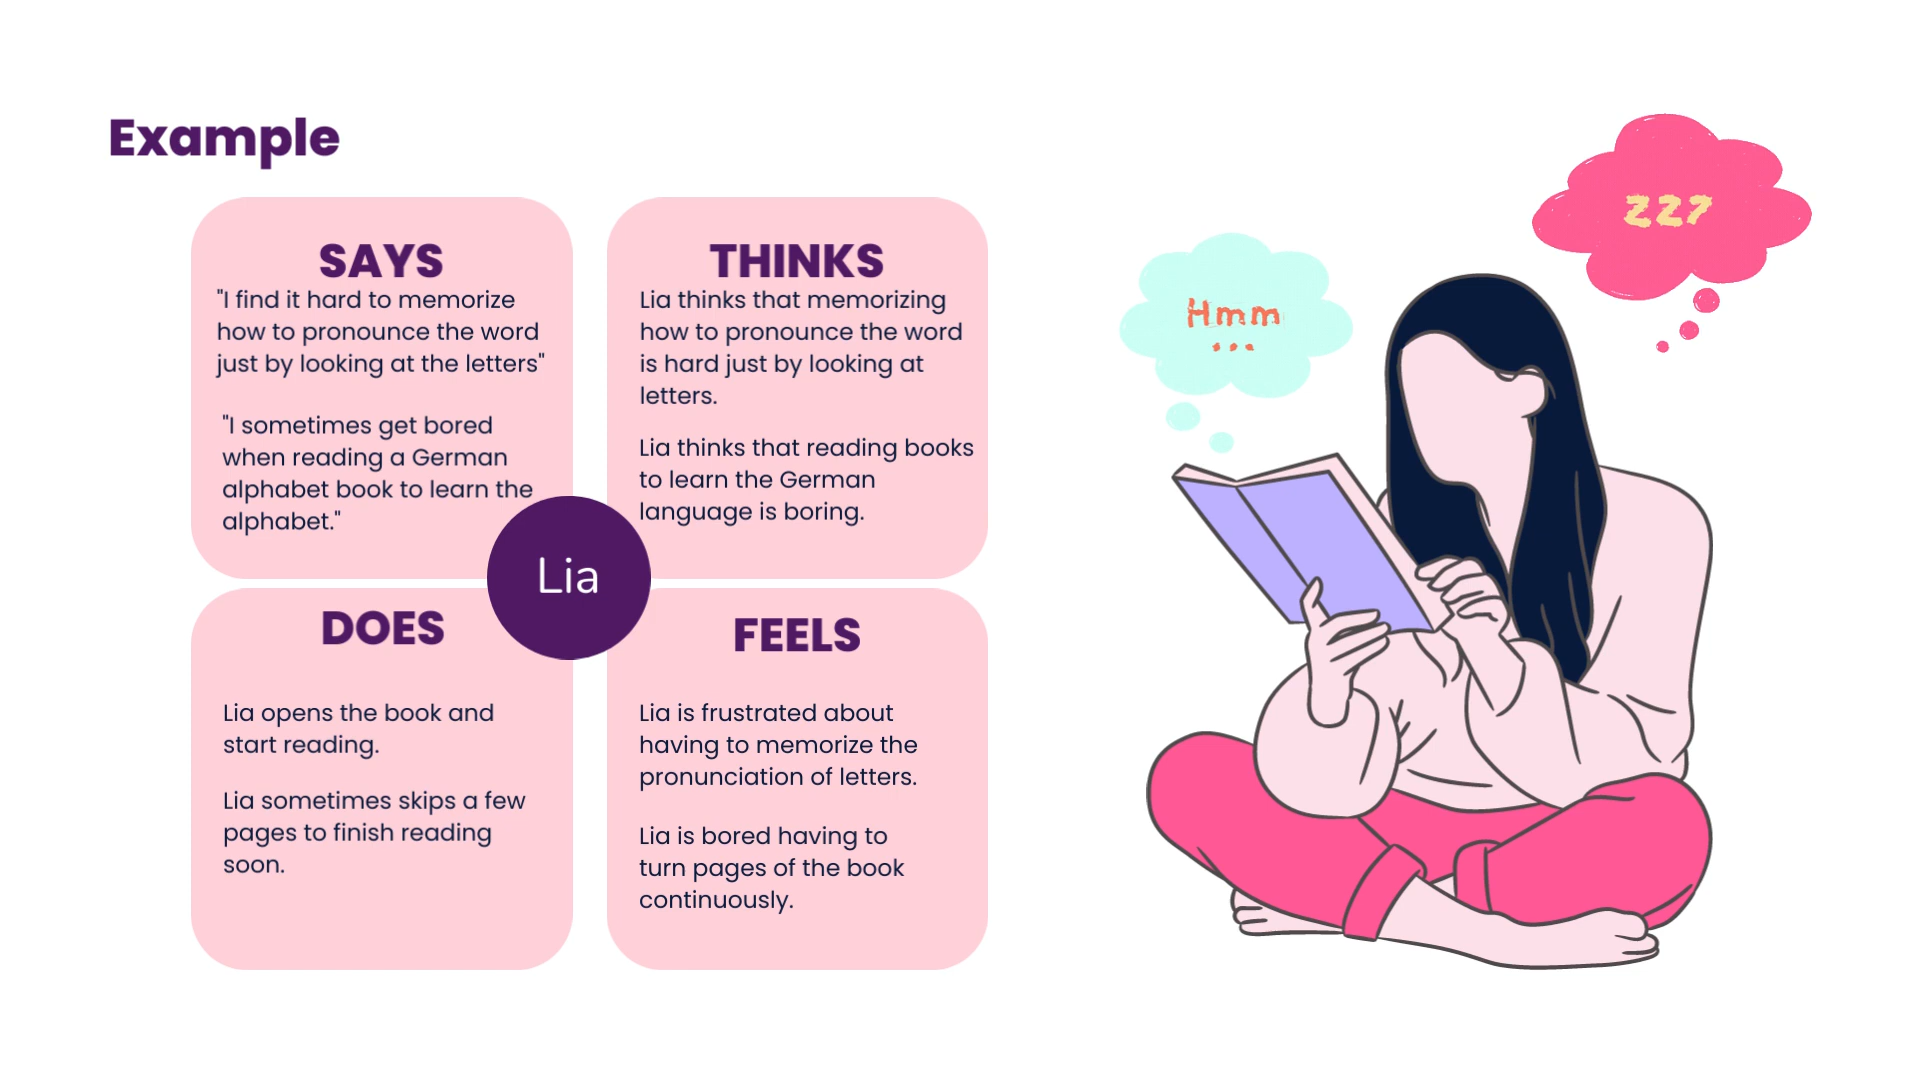 Example
SAYS
"I find it hard to memorize
how to pronounce the word
just by looking at the letters"
"I sometimes get bored
when reading a German
alphabet book to learn the
alphabet."
THINKS
Lia thinks that memorizing
how to pronounce the word
is hard just by looking at
letters.
Lia thinks that reading books
to learn the German
language is boring.
Lia
DOES
Lia opens the book and
start reading.
Lia sometimes skips a few
pages to finish reading
soon.
FEELS
Lia is frustrated about
having to memorize the
pronunciation of letters.
Lia is bored having to
turn pages of the book
continuously.
Hmm
...
zz?